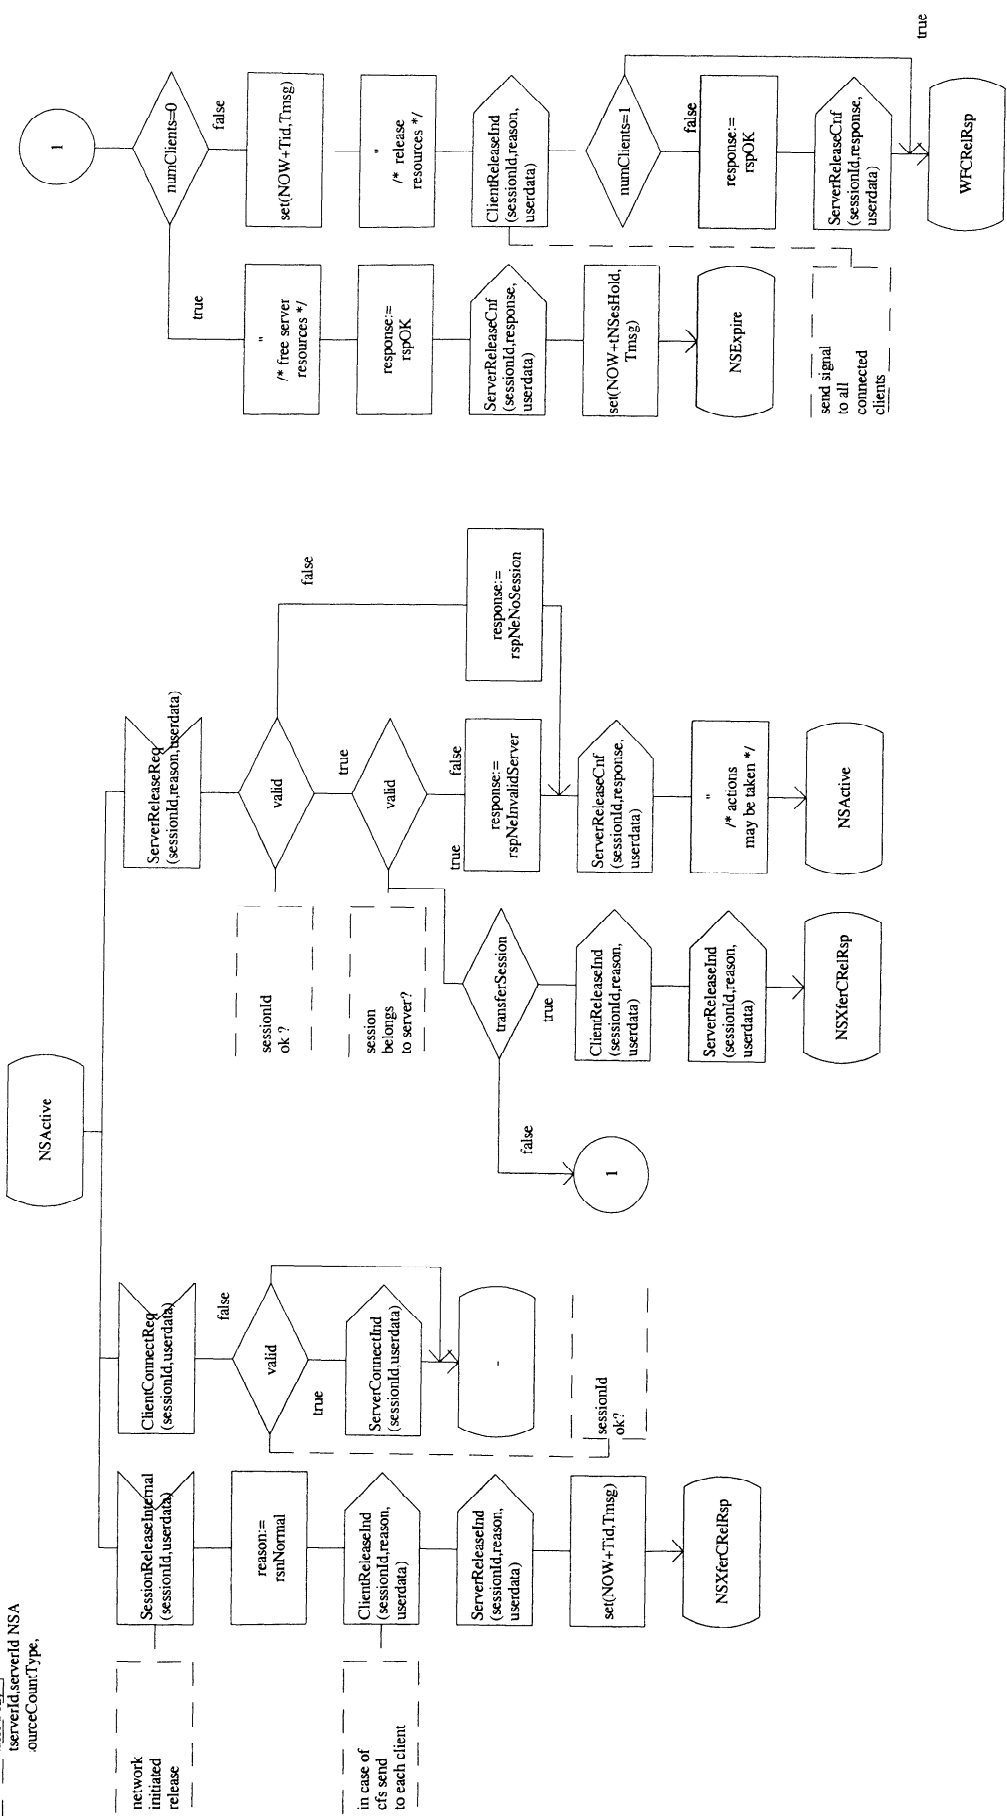 tserverId,serverId NSA
ourceCountType,
NSActive
network
initiated
release
SessionReleaseInternal
(sessionId,userdata)
reason:=
rsnNormal
in case of
cfs send
to each client
ClientReleaseInd
(sessionId,reason,
userdata)
ServerReleaseInd
(sessionId,reason,
userdata)
set(NOW+Tid,Tmsg)
NSXferCRelRsp
ClientConnectReq
(sessionId,userdata)
false
valid
true
ServerConnectInd
(sessionId,userdata)
-
sessionId
ok?
ServerReleaseReq
(sessionId,reason,userdata)
valid
false
sessionId
ok ?
true
valid
session
belongs
to server?
true
false
response:=
rspNeInvalidServer
response:=
rspNeNoSession
transferSession
true
false
1
ClientReleaseInd
(sessionId,reason,
userdata)
ServerReleaseInd
(sessionId,reason,
userdata)
NSXferCRelRsp
ServerReleaseCnf
(sessionId,response,
userdata)
"
/* actions
may be taken */
NSActive
1
numClients=0
true
false
"
/* free server
resources */
response:=
rspOK
ServerReleaseCnf
(sessionId,response,
userdata)
set(NOW+tNSesHold,
Tmsg)
NSExpire
set(NOW+Tid,Tmsg)
"
/* release
resources */
ClientReleaseInd
(sessionId,reason,
userdata)
send signal
to all
connected
clients
numClients=1
false
true
response:=
rspOK
ServerReleaseCnf
(sessionId,response,
userdata)
WFCRelRsp